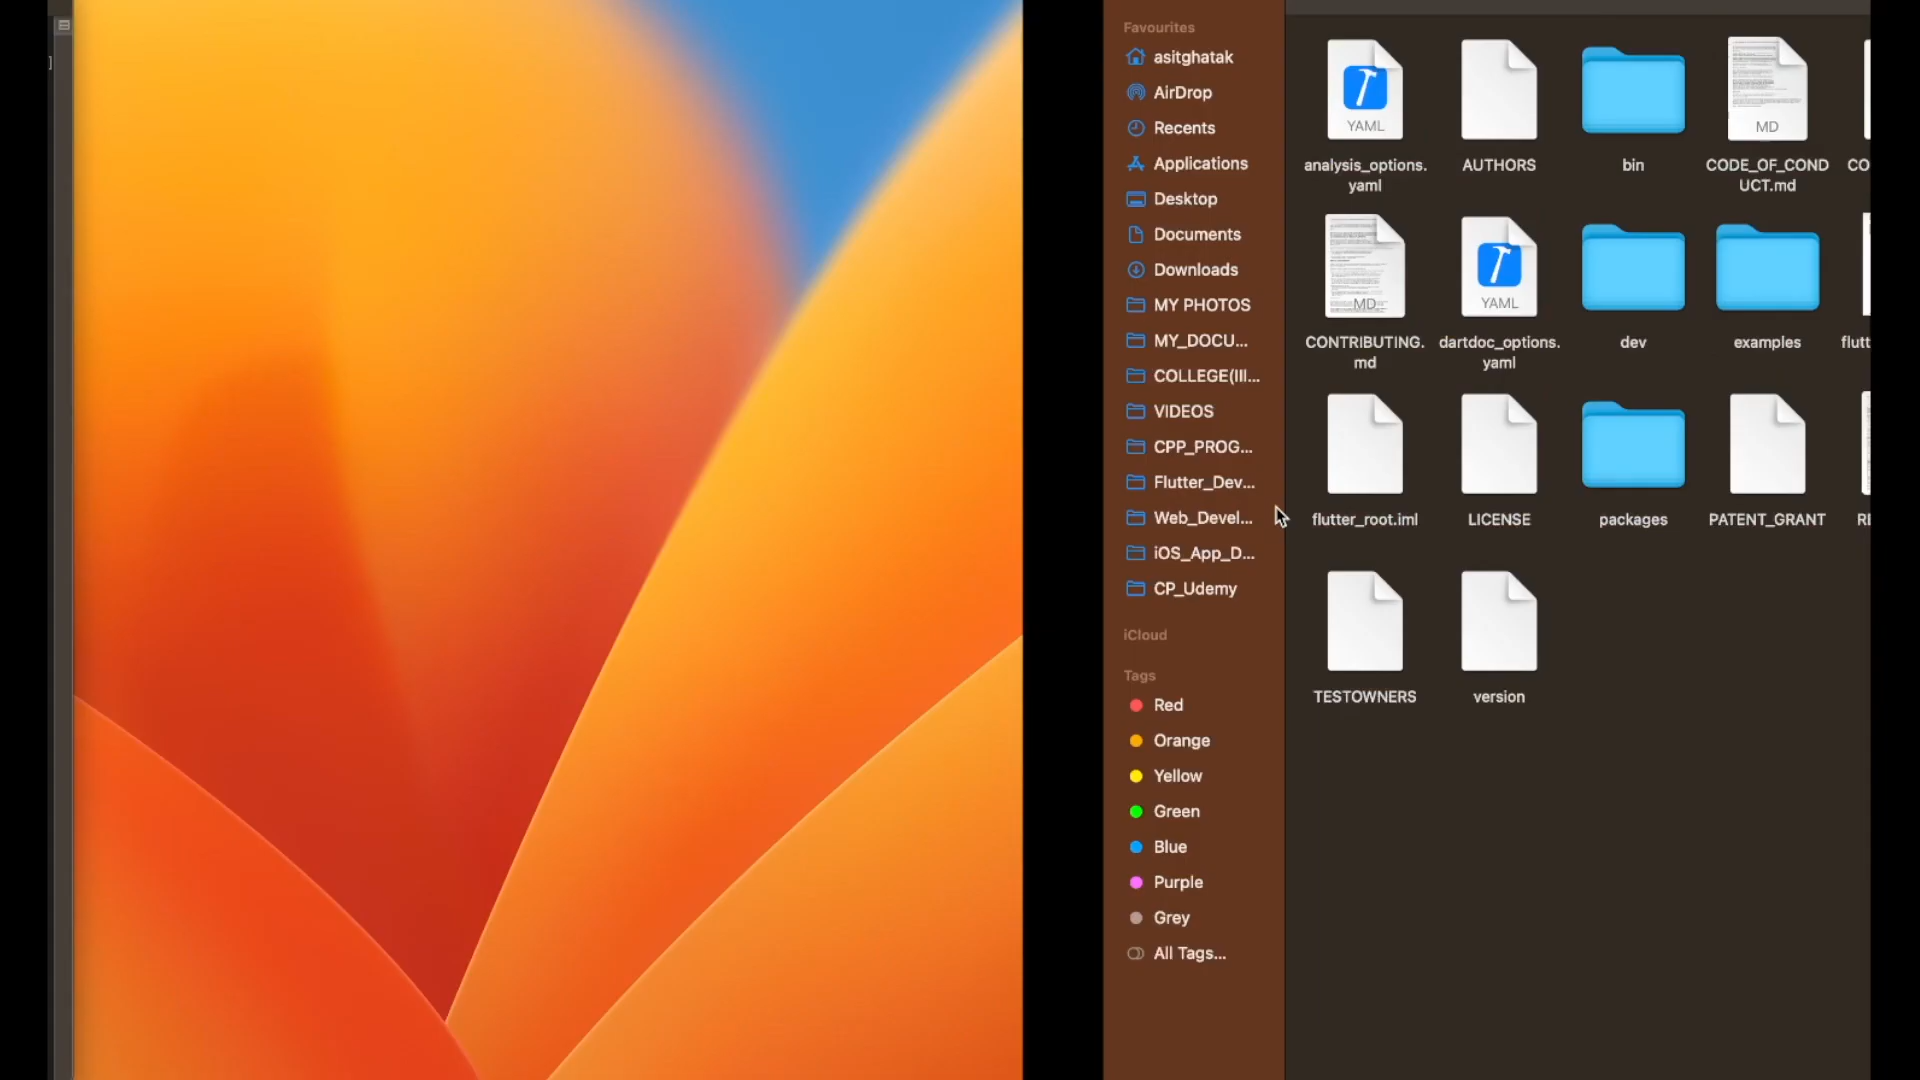 ]
Favourites
asitghatak
AirDrop
Recents
Applications
Desktop
Documents
Downloads
MY PHOTOS
MY_DOCU...
COLLEGE(III...
VIDEOS
CPP_PROG...
Flutter_Dev...
Web_Devel...
iOS_App_D...
CP_Udemy
iCloud
Tags
Red
Orange
Yellow
Green
Blue
Purple
Grey
All Tags...
YAML
MD
analysis_options.
yaml
AUTHORS
bin
CODE_OF_COND
UCT.md
CO
MD
YAML
CONTRIBUTING.
md
dartdoc_options.
yaml
dev
examples
flutt
flutter_root.iml
LICENSE
packages
PATENT_GRANT
RE
TESTOWNERS
version